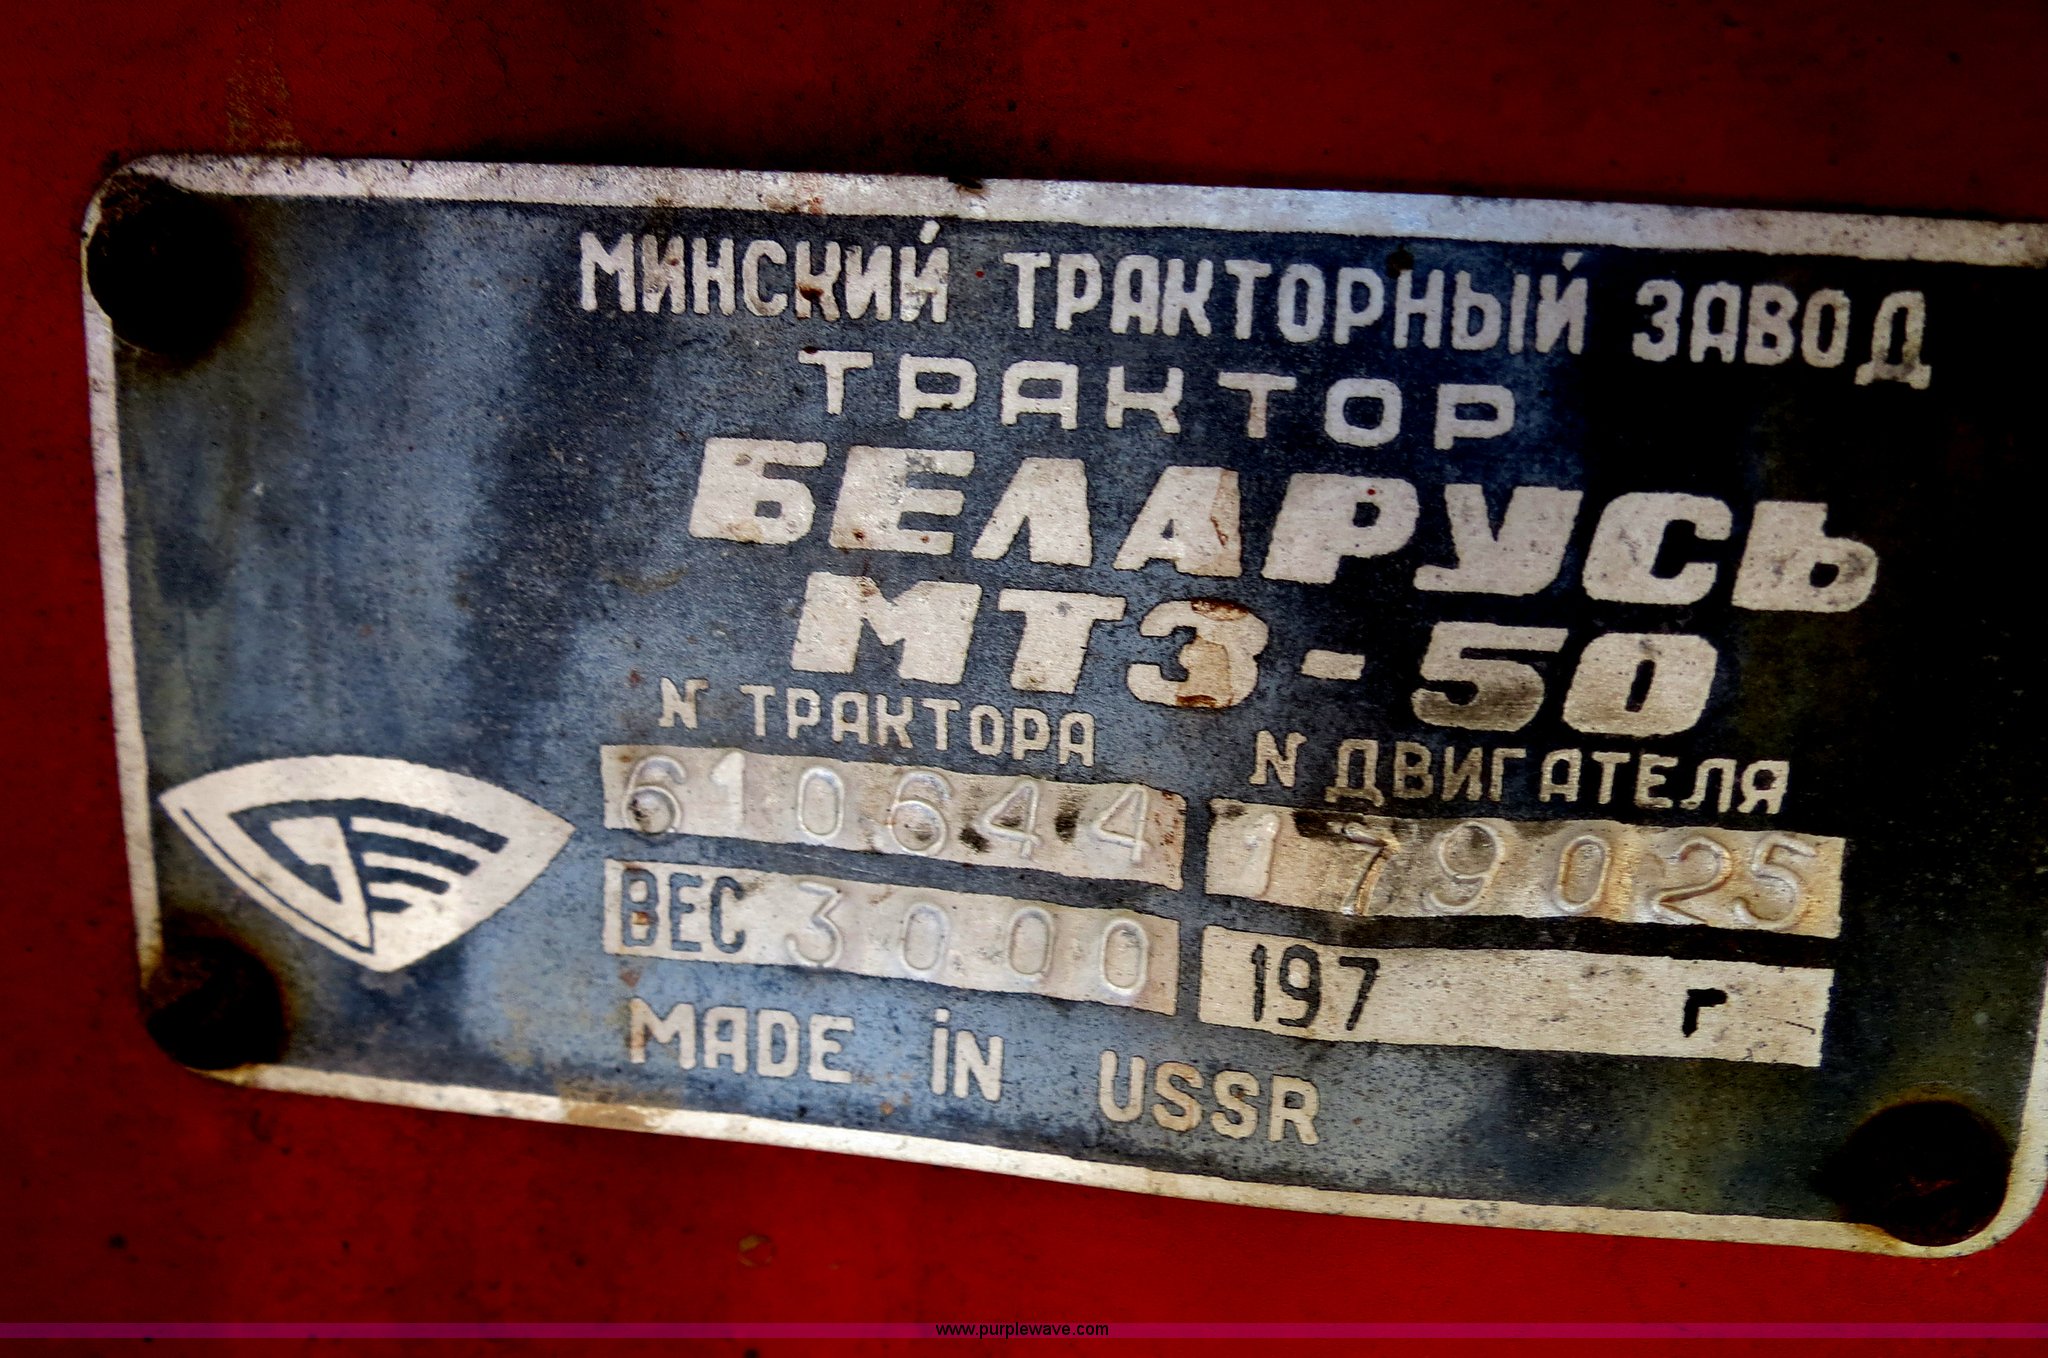 МИНСКИЙ ТРАКТОРНЫЙ ЗАВОД
ТРАКТОР
БЕЛАРУСЬ
МТЗ-50
N ТРАКТОРА N ДВИГАТЕЛЯ
610644 179025
ВЕС 3000 197 г
MADE iN USSR
www.purplewave.com